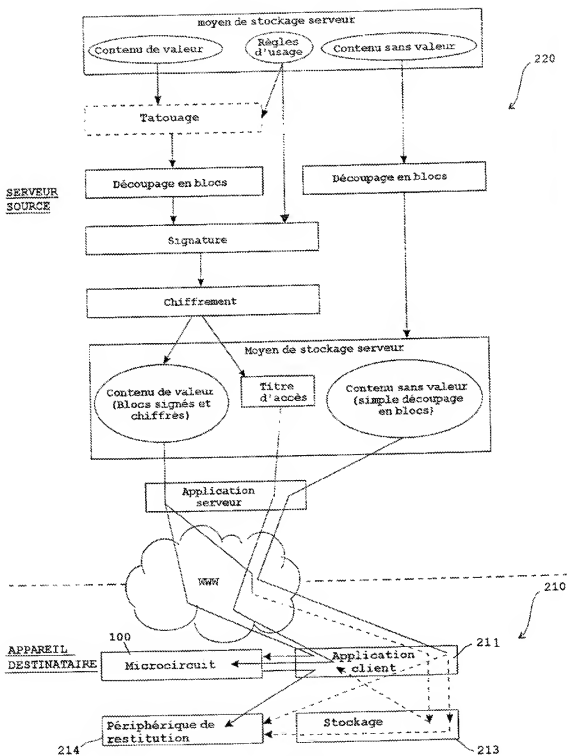 moyen de stockage serveur
Contenu de valeur
Règles
d'usage
Contenu sans valeur
220
Tatouage
SERVEUR
SOURCE
Découpage en blocs
Découpage en blocs
Signature
Chiffrement
Moyen de stockage serveur
Contenu de valeur
(Blocs signés et
chiffrés)
Titre
d'accès
Contenu sans valeur
(simple découpage
en blocs}
Application
serveur
WWW
210
APPAREIL
DESTINATAIRE
100
Microcircuit
Application
client
211
Périphérique de
restitution
214
Stockage
213